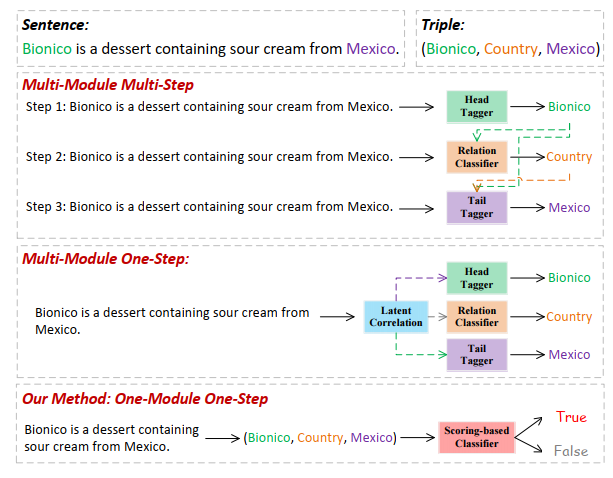 Sentence:
Bionico is a dessert containing sour cream from Mexico.
Triple:
(Bionico, Country, Mexico)
Multi-Module Multi-Step
Step 1: Bionico is a dessert containing sour cream from Mexico.
Head
Tagger
Bionico
Step 2: Bionico is a dessert containing sour cream from Mexico.
Relation
Classifier
Country
Step 3: Bionico is a dessert containing sour cream from Mexico.
Tail
Tagger
Mexico
Multi-Module One-Step:
Bionico is a dessert containing sour cream from
Mexico.
Latent
Correlation
Head
Tagger
Bionico
Relation
Classifier
Country
Tail
Tagger
Mexico
Our Method: One-Module One-Step
Bionico is a dessert containing
sour cream from Mexico.
(Bionico, Country, Mexico)
Scoring-based
Classifier
True
False